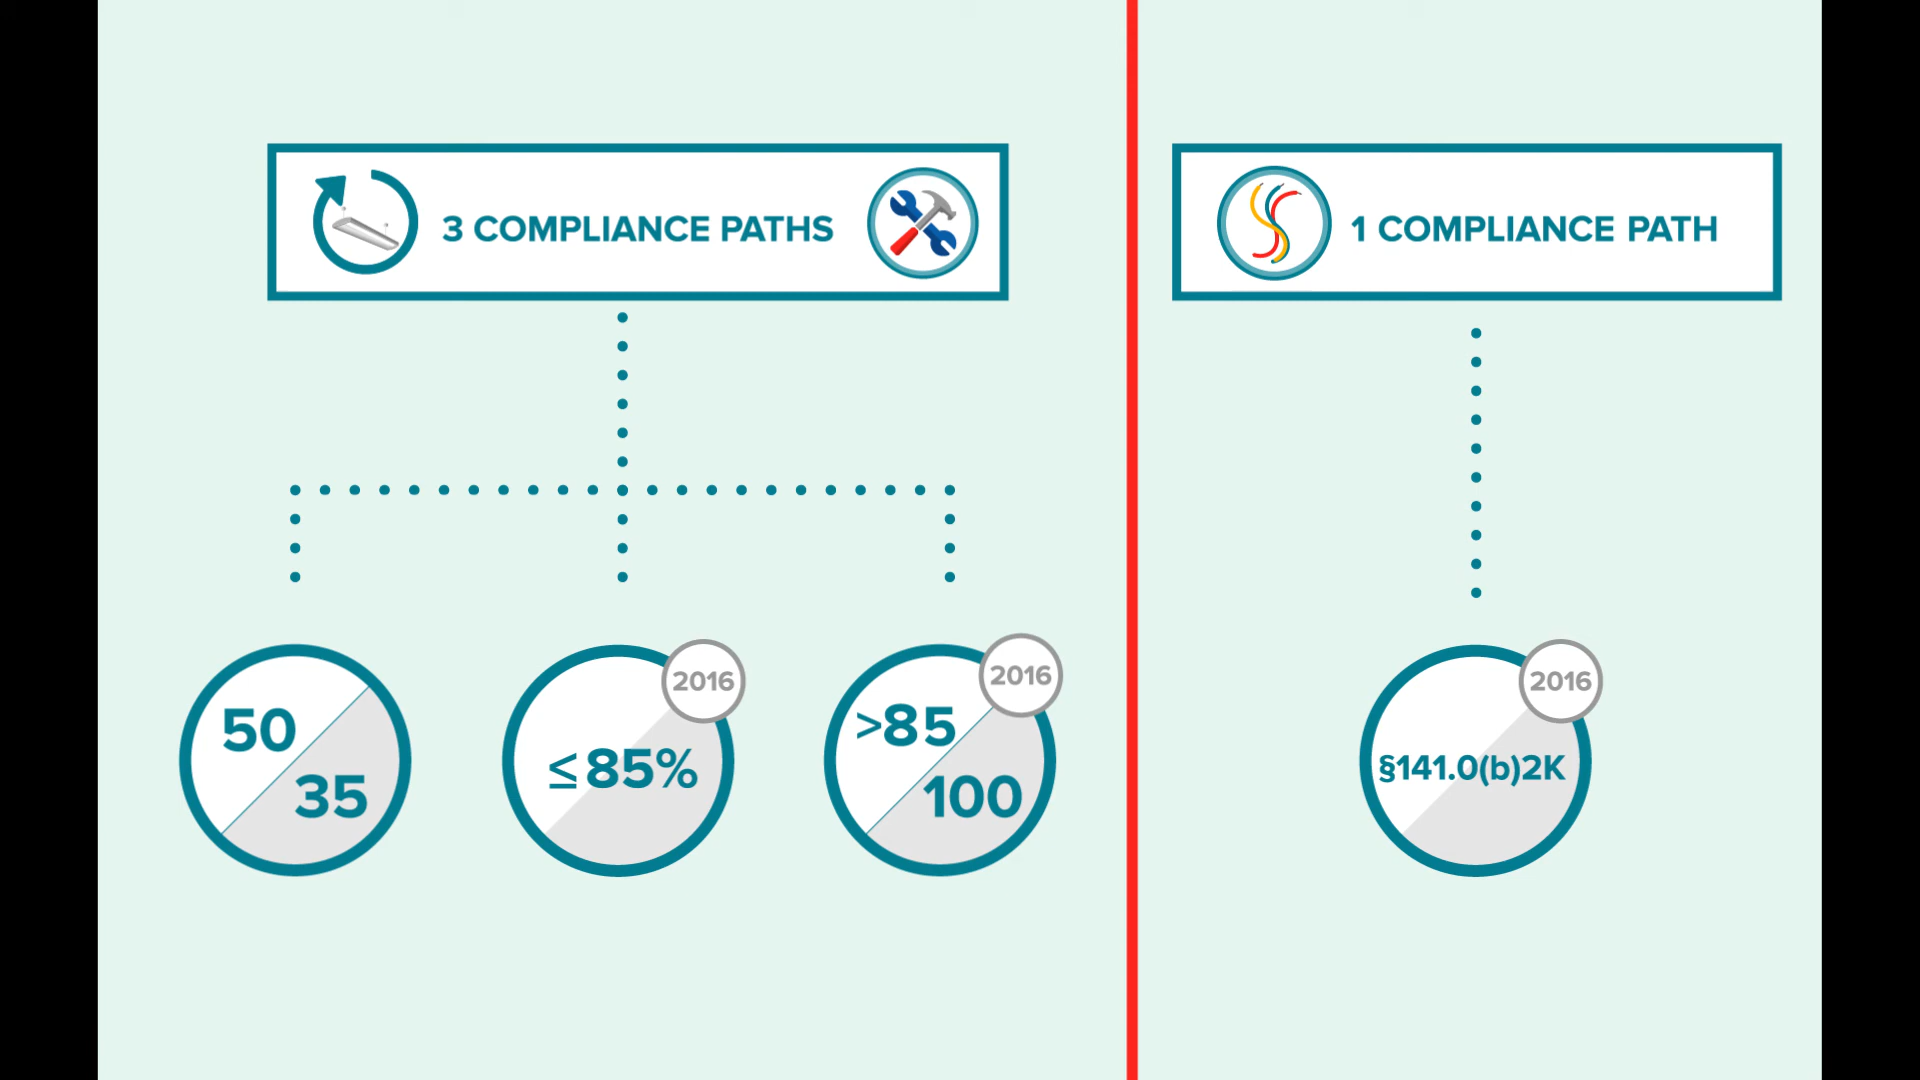 3 COMPLIANCE PATHS
1 COMPLIANCE PATH
50
35
2016
≤85%
2016
>85
100
2016
§141.0(b)2K